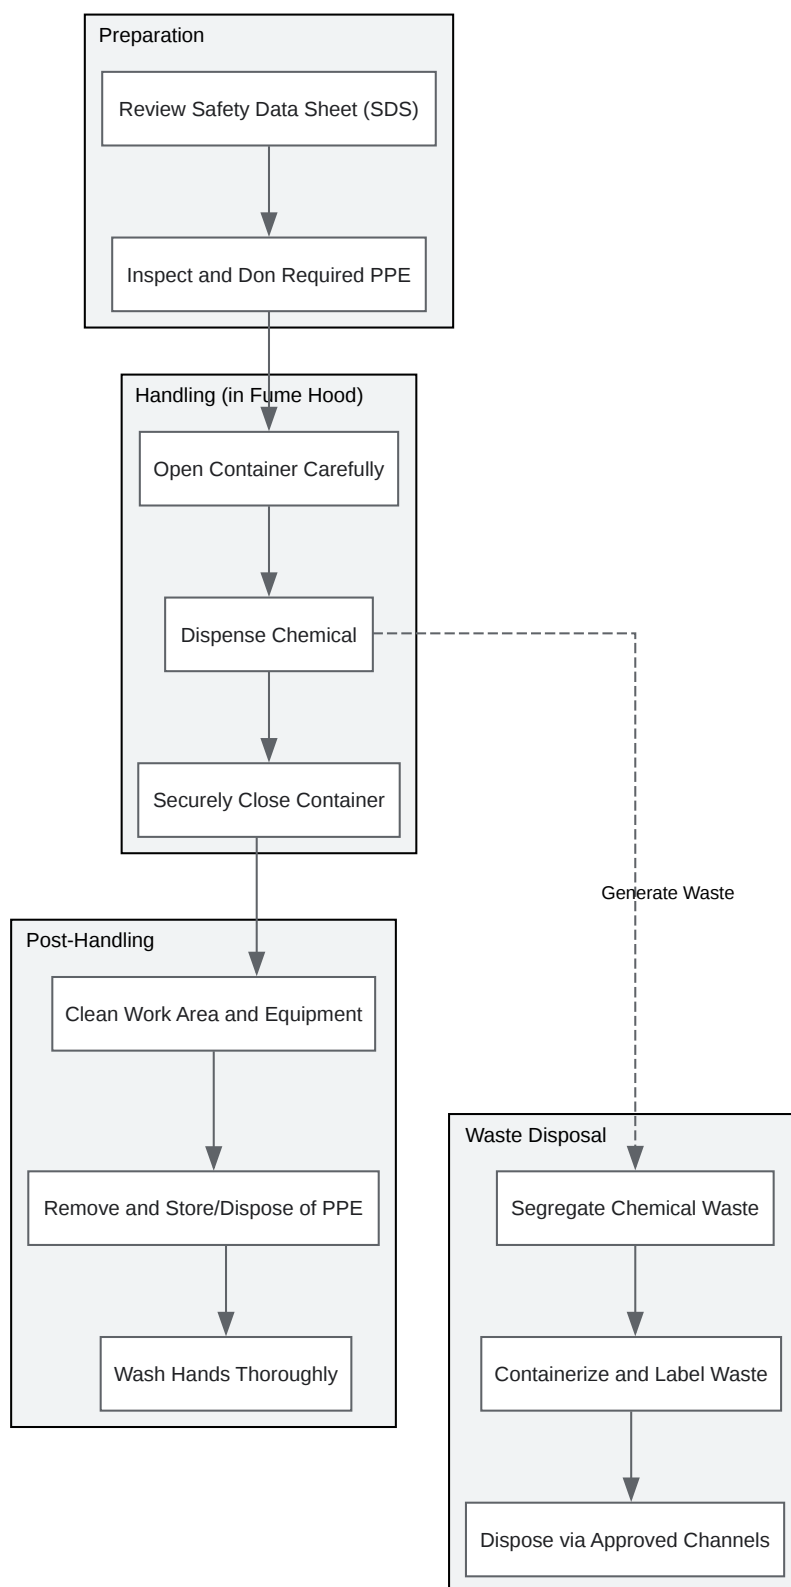 Preparation
Review Safety Data Sheet (SDS)
Inspect and Don Required PPE
Handling (in Fume Hood)
Open Container Carefully
Dispense Chemical
Securely Close Container
Generate Waste
Post-Handling
Clean Work Area and Equipment
Remove and Store/Dispose of PPE
Wash Hands Thoroughly
Waste Disposal
Segregate Chemical Waste
Containerize and Label Waste
Dispose via Approved Channels